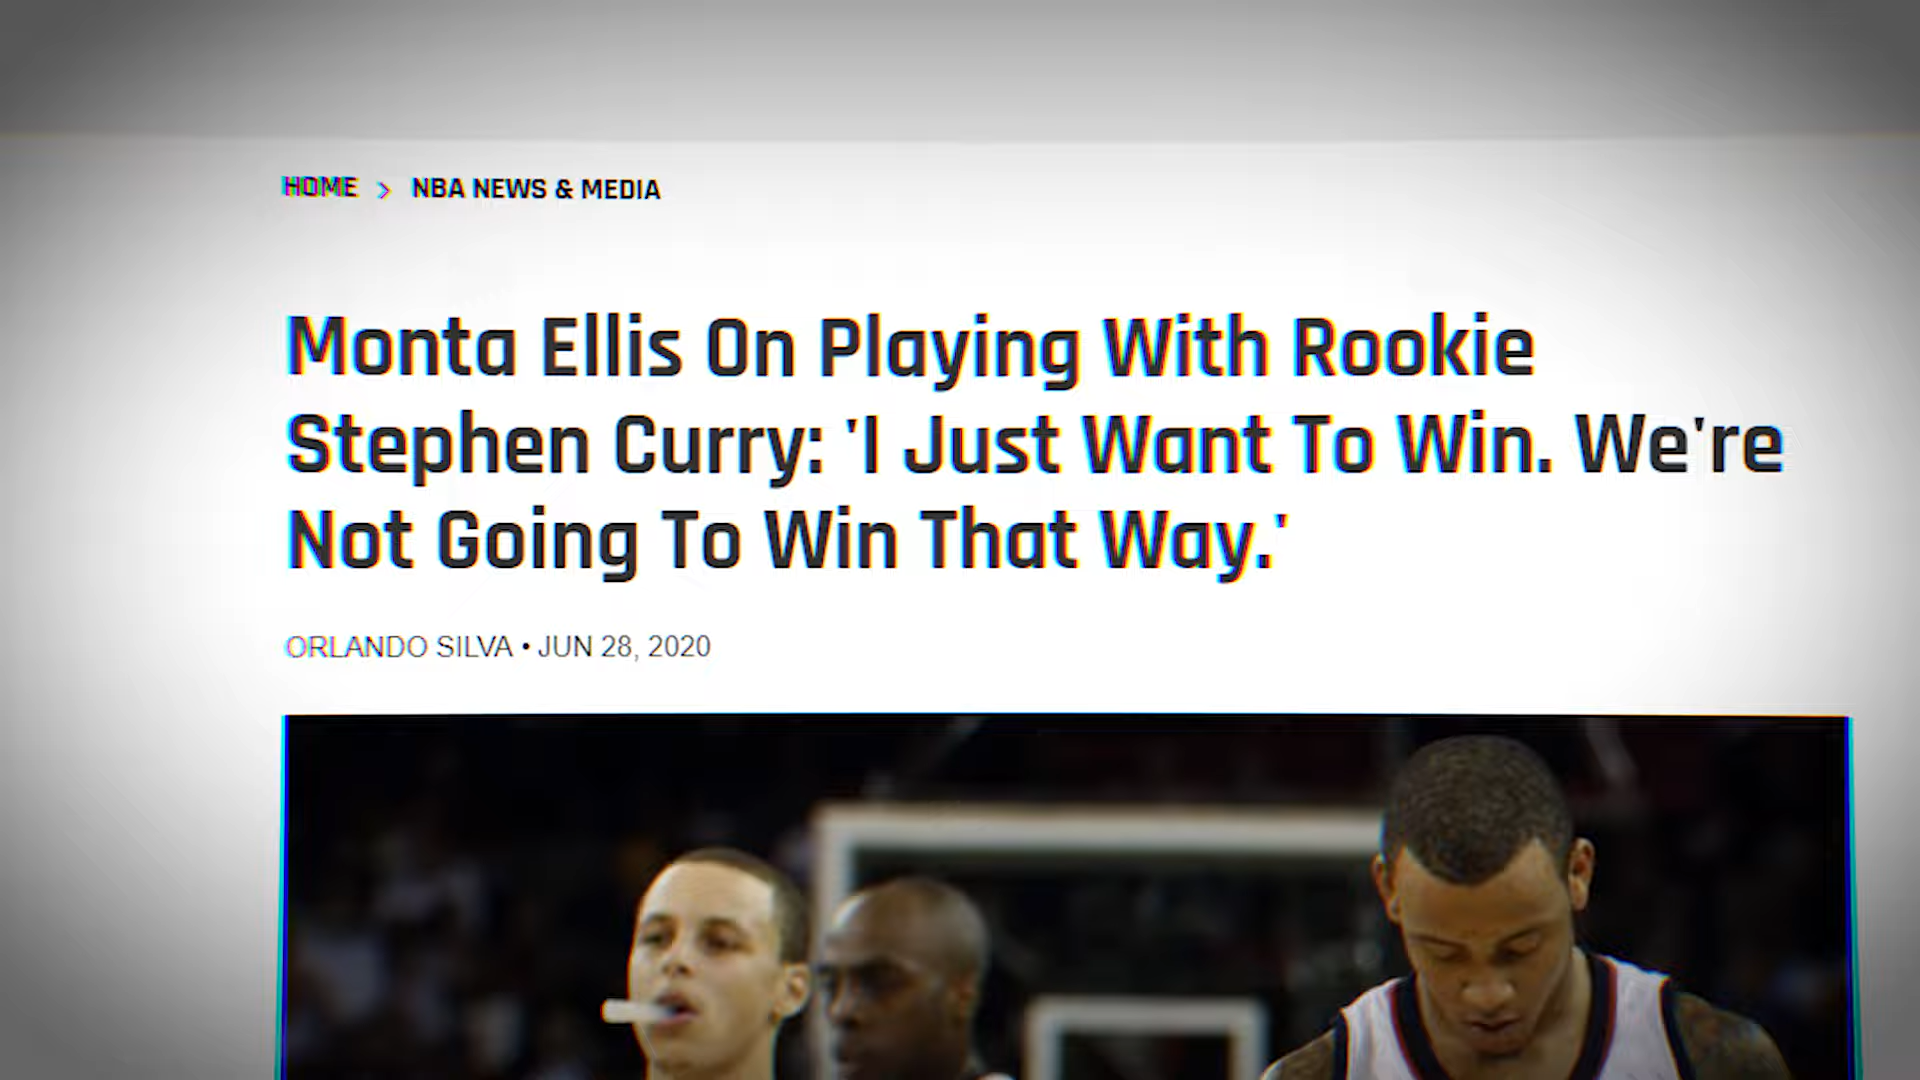 HOME > NBA NEWS & MEDIA
Monta Ellis On Playing With Rookie
Stephen Curry: 'I Just Want To Win. We're
Not Going To Win That Way.'
ORLANDO SILVA • JUN 28, 2020